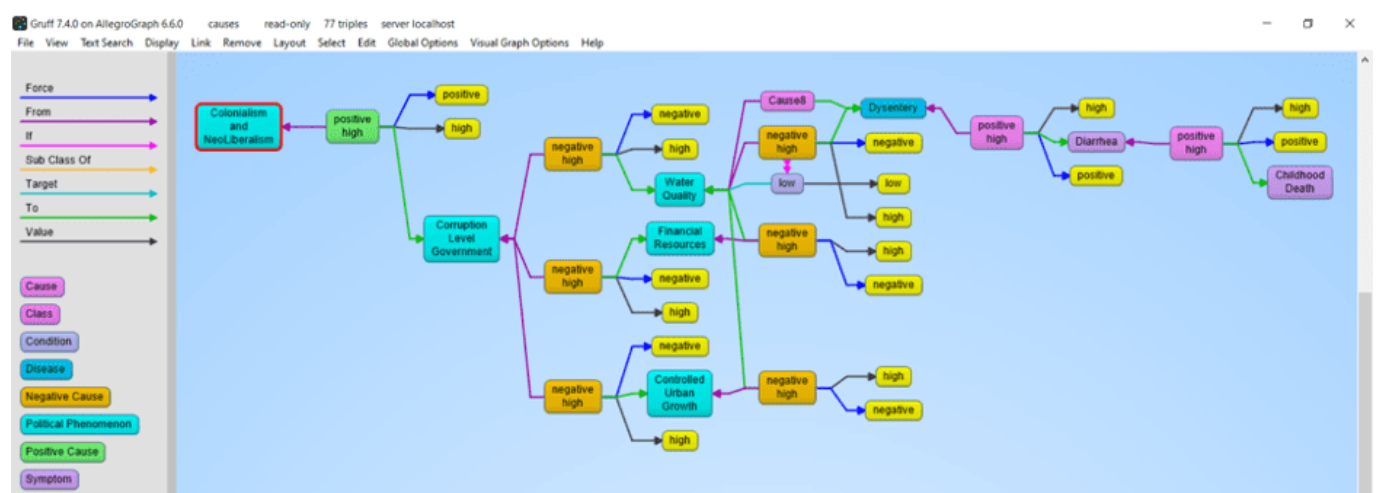 Gruff 7.4.0 on AllegroGraph 6.6.0 causes read-only 77 triples server localhost
File View Text Search Display Link Remove Layout Select Edit Global Options Visual Graph Options Help
Force
From
If
Sub Class Of
Target
To
Value
Cause
Class
Condition
Disease
Negative Cause
Political Phenomenon
Positive Cause
Symptom
Colonialism
and
NeoLiberalism
positive
high
positive
high
Corruption
Level
Government
negative
high
negative
high
Water
Quality
negative
high
Financial
Resources
negative
high
negative
high
negative
Controlled
Urban
Growth
high
Cause8
negative
high
low
Dysentery
negative
low
high
negative
high
high
negative
negative
high
high
negative
positive
high
high
Diarrhea
positive
positive
high
high
positive
Childhood
Death